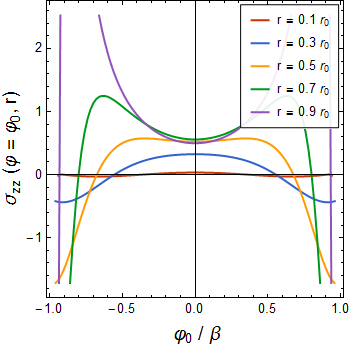 r = 0.1 r₀
r = 0.3 r₀
r = 0.5 r₀
r = 0.7 r₀
r = 0.9 r₀
σzz (φ = φ₀, r)
2
1
0
−1
−1.0 −0.5 0.0 0.5 1.0
φ₀ / β